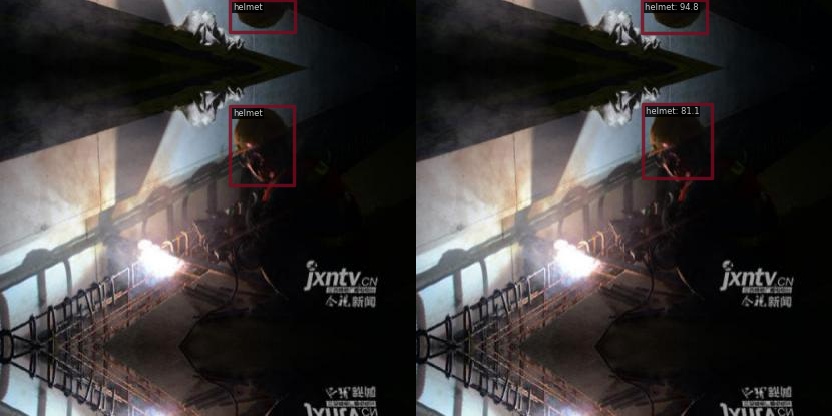 helmet
helmet: 94.8
helmet
helmet: 81.1
jxntv.CN
今视新闻
jxntv.CN
今视新闻